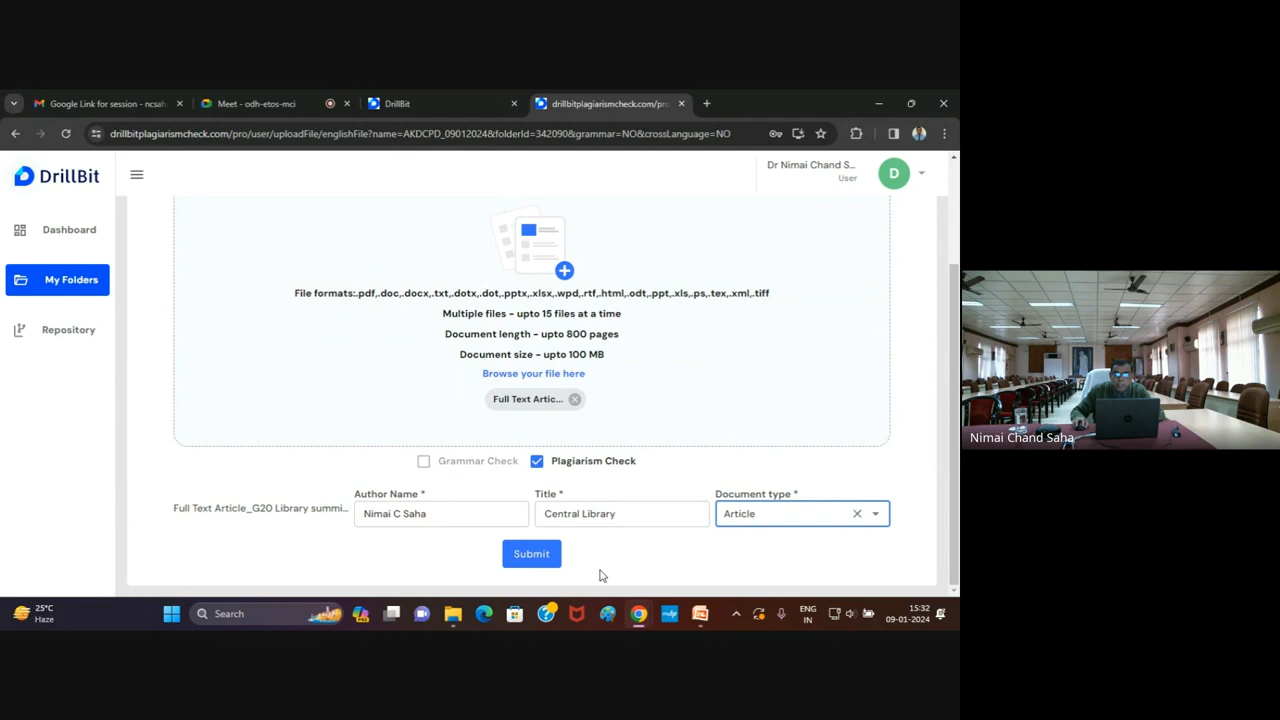 Google Link for session - ncsah
Meet - odh-etos-mci
DrillBit
drillbitplagiarismcheck.com/pro
drillbitplagiarismcheck.com/pro/user/uploadFile/englishFile?name=AKDCPD_09012024&folderId=342090&grammar=NO&crossLanguage=NO
DrillBit
Dr Nimai Chand S...
User
D
Dashboard
My Folders
Repository
File formats:.pdf,.doc,.docx,.txt,.dotx,.dot,.pptx,.xlsx,.wpd,.rtf,.html,.odt,.ppt,.xls,.ps,.tex,.xml,.tiff
Multiple files - upto 15 files at a time
Document length - upto 800 pages
Document size - upto 100 MB
Browse your file here
Full Text Artic...
Grammar Check
Plagiarism Check
Full Text Article_G20 Library summi...
Author Name *
Nimai C Saha
Title *
Central Library
Document type *
Article
Submit
Nimai Chand Saha
25°C
Haze
Search
ENG
IN
15:32
09-01-2024